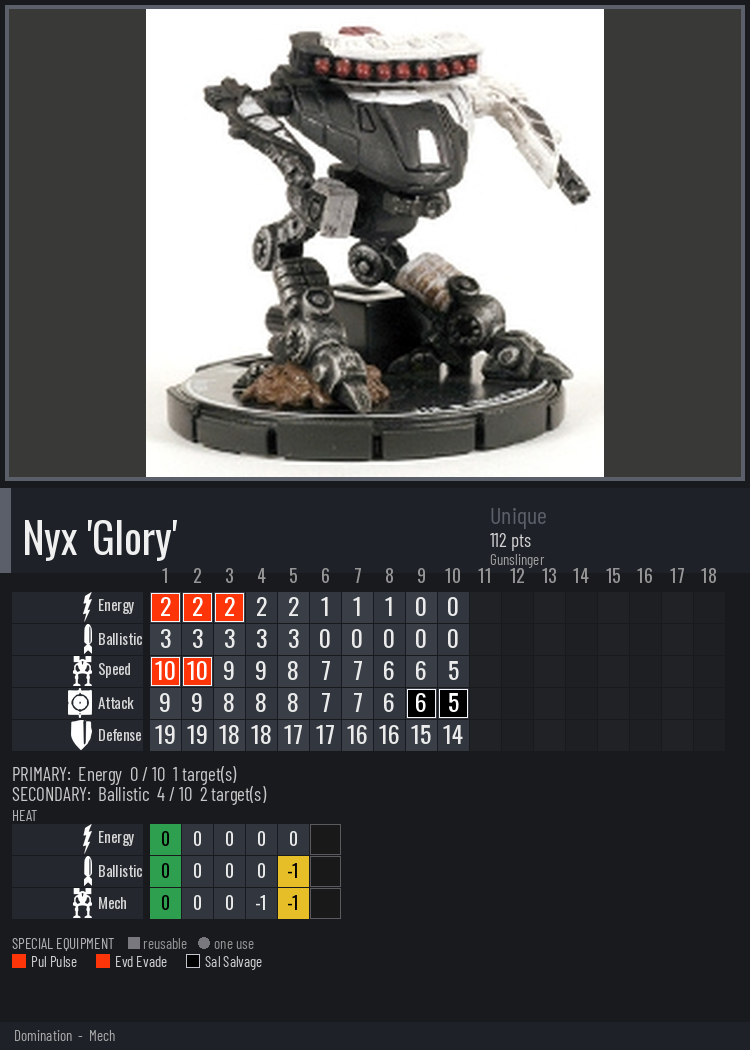 Nyx 'Glory'
Unique
112 pts
Gunslinger
1 2 3 4 5 6 7 8 9 10 11 12 13 14 15 16 17 18
Energy 2 2 2 2 2 1 1 1 0 0
Ballistic 3 3 3 3 3 0 0 0 0 0
Speed 10 10 9 9 8 7 7 6 6 5
Attack 9 9 8 8 8 7 7 6 6 5
Defense 19 19 18 18 17 17 16 16 15 14
PRIMARY: Energy 0 / 10 1 target(s)
SECONDARY: Ballistic 4 / 10 2 target(s)
HEAT
Energy 0 0 0 0 0
Ballistic 0 0 0 0 -1
Mech 0 0 0 -1 -1
SPECIAL EQUIPMENT reusable one use
Pul Pulse Evd Evade Sal Salvage
Domination - Mech